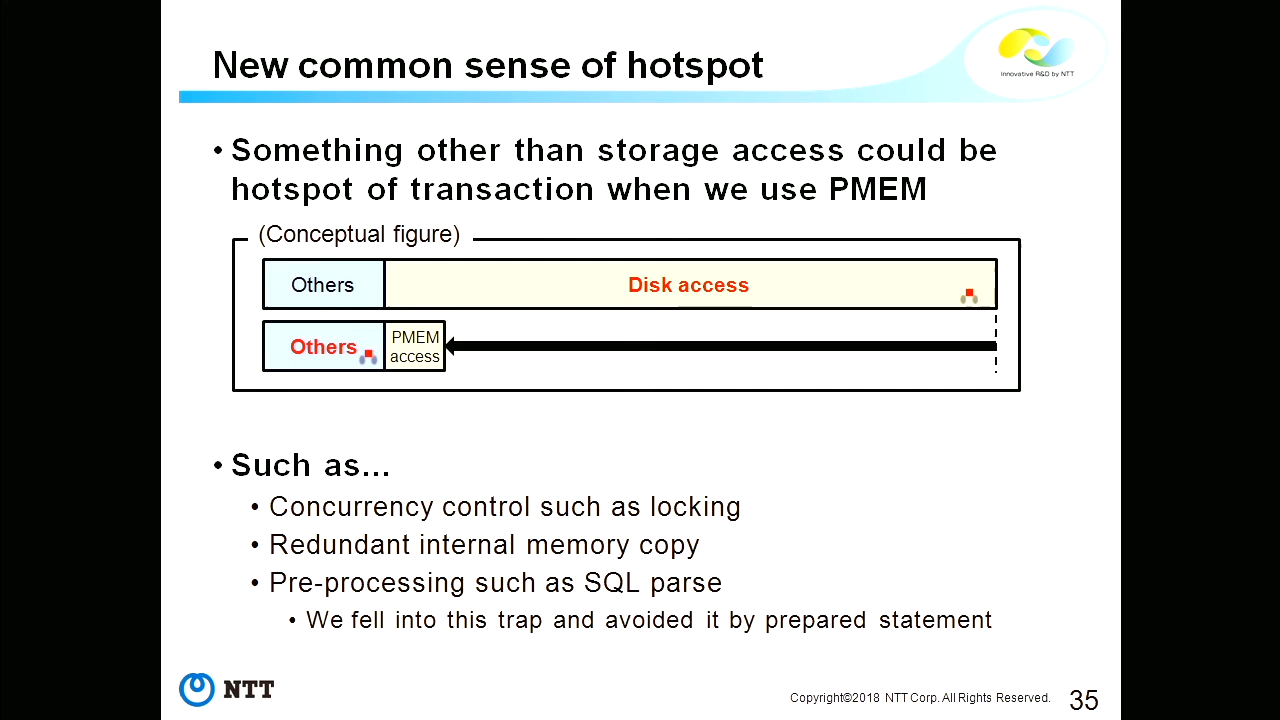 New common sense of hotspot
Innovative R&D by NTT
• Something other than storage access could be
hotspot of transaction when we use PMEM
(Conceptual figure)
Others
Disk access
Others
PMEM
access
• Such as...
• Concurrency control such as locking
• Redundant internal memory copy
• Pre-processing such as SQL parse
• We fell into this trap and avoided it by prepared statement
NTT
Copyright©2018 NTT Corp. All Rights Reserved.
35